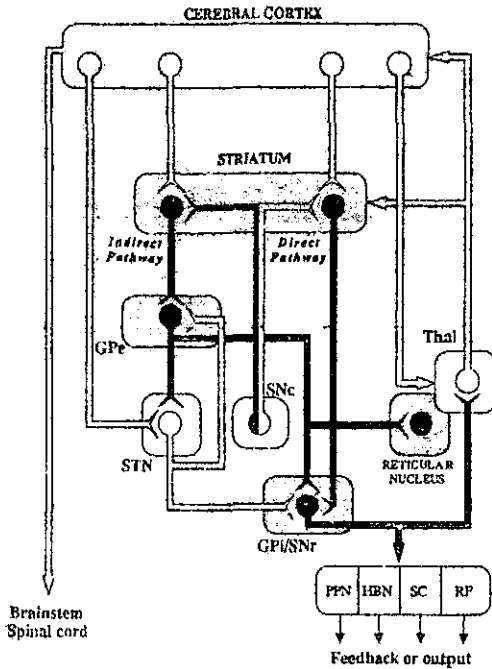 CEREBRAL CORTEX
STRIATUM
Indirect
Pathway
Direct
Pathway
GPe
Thal
SNc
STN
RETICULAR
NUCLEUS
GPi/SNr
PPN HBN SC RF
Brainstem
Spinal cord
Feedback or output